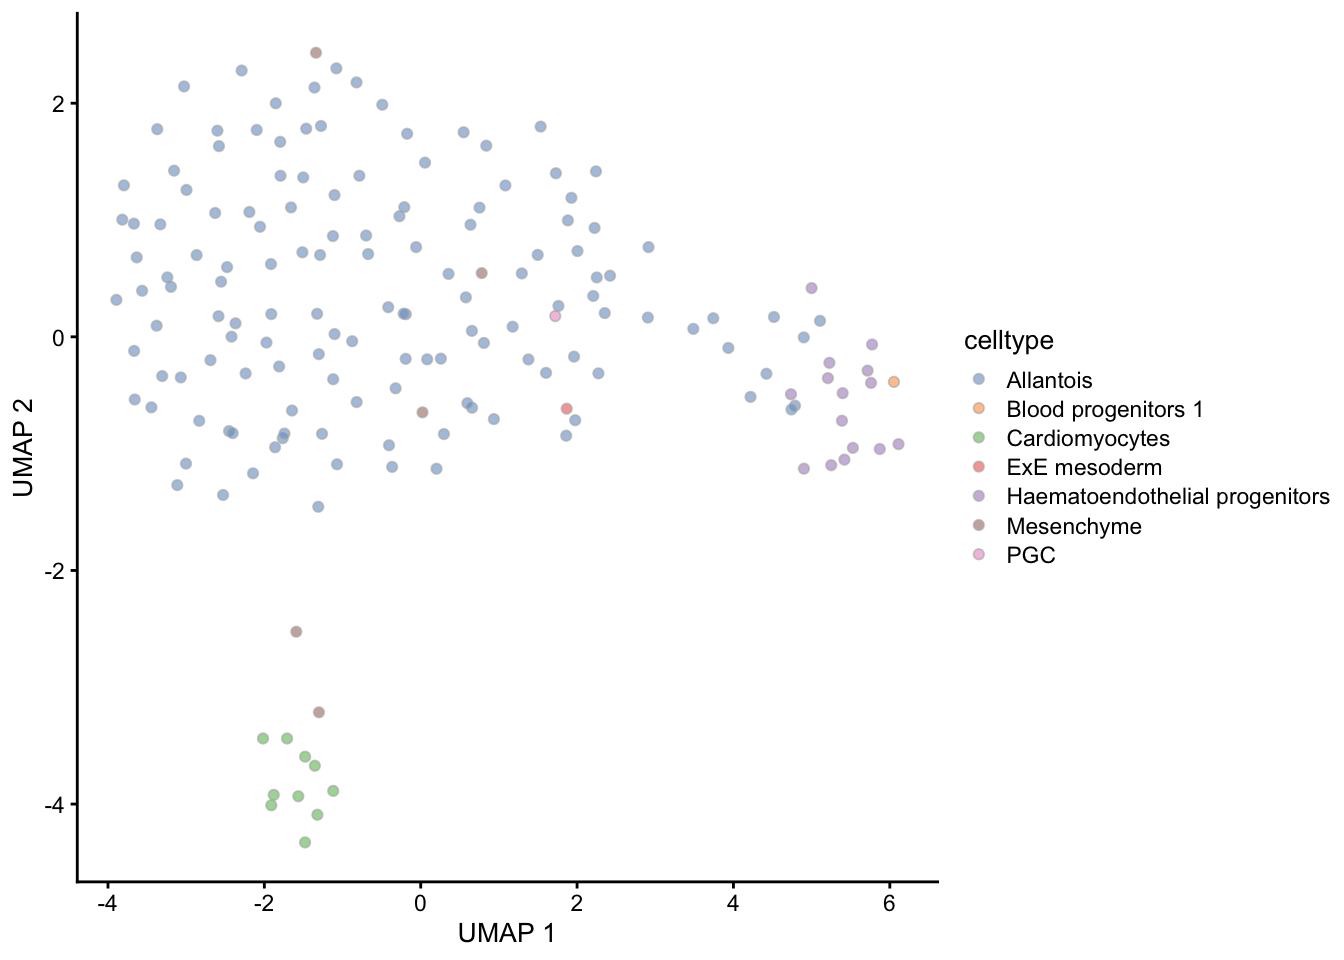 2
0
-2
-4
UMAP 2
-4
-2
0
2
4
6
UMAP 1
celltype
Allantois
Blood progenitors 1
Cardiomyocytes
ExE mesoderm
Haematoendothelial progenitors
Mesenchyme
PGC